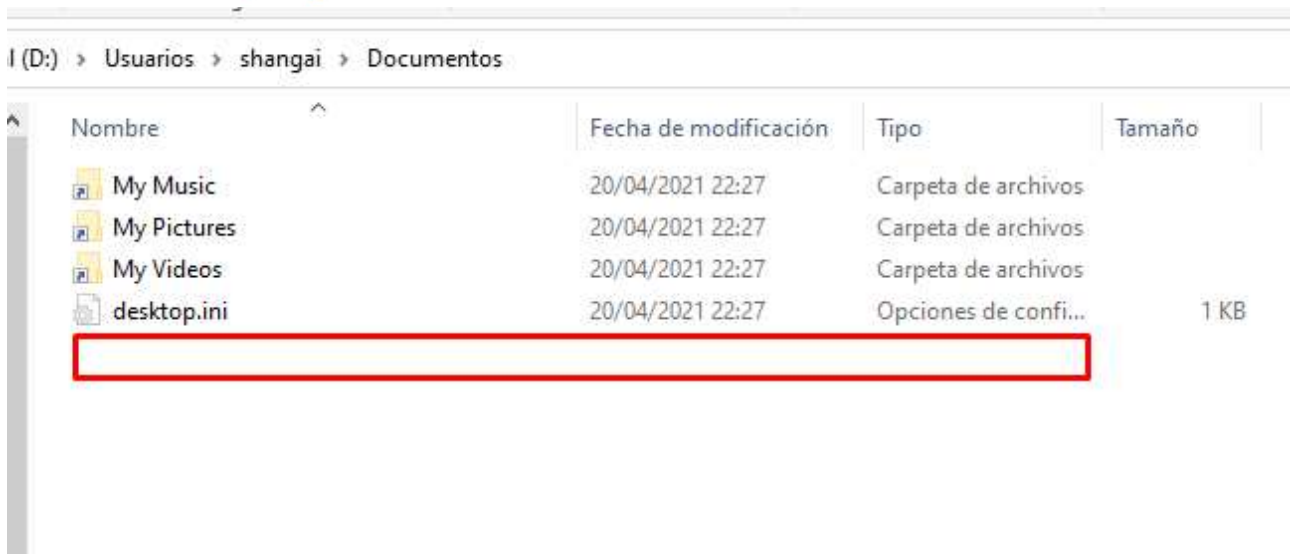 l (D:) > Usuarios > shangai > Documentos
Nombre Fecha de modificación Tipo Tamaño
My Music 20/04/2021 22:27 Carpeta de archivos
My Pictures 20/04/2021 22:27 Carpeta de archivos
My Videos 20/04/2021 22:27 Carpeta de archivos
desktop.ini 20/04/2021 22:27 Opciones de confi... 1 KB